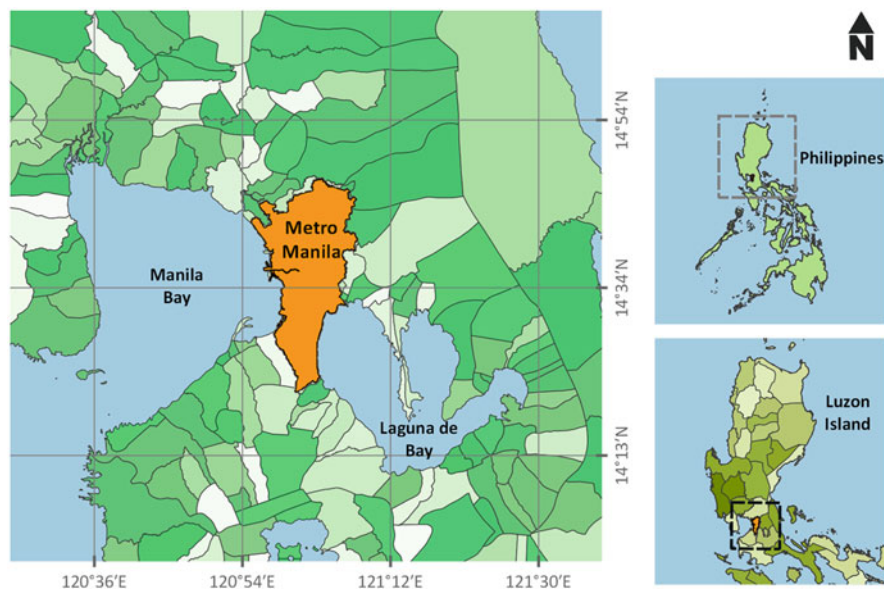 N
Metro
Manila
Manila
Bay
Laguna de
Bay
14°54′N
14°34′N
14°13′N
120°36′E
120°54′E
121°12′E
121°30′E
Philippines
Luzon
Island